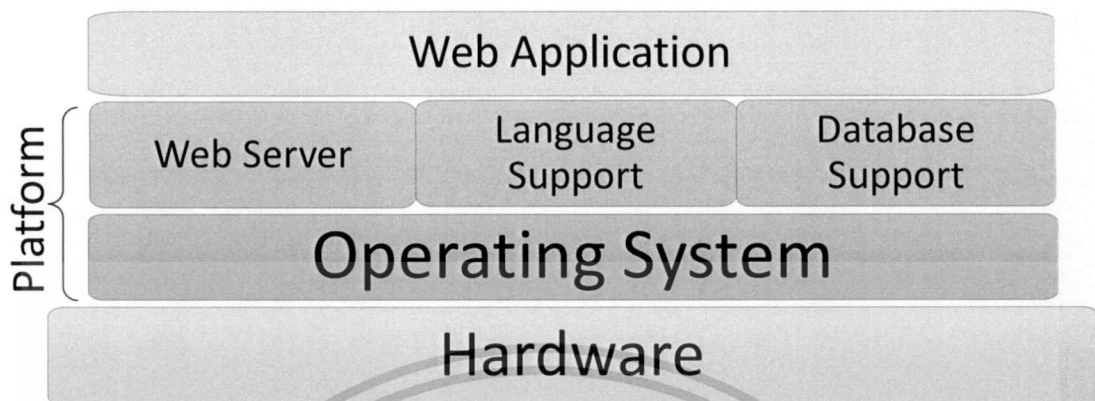 Web Application
Platform
Web Server
Language
Support
Database
Support
Operating System
Hardware